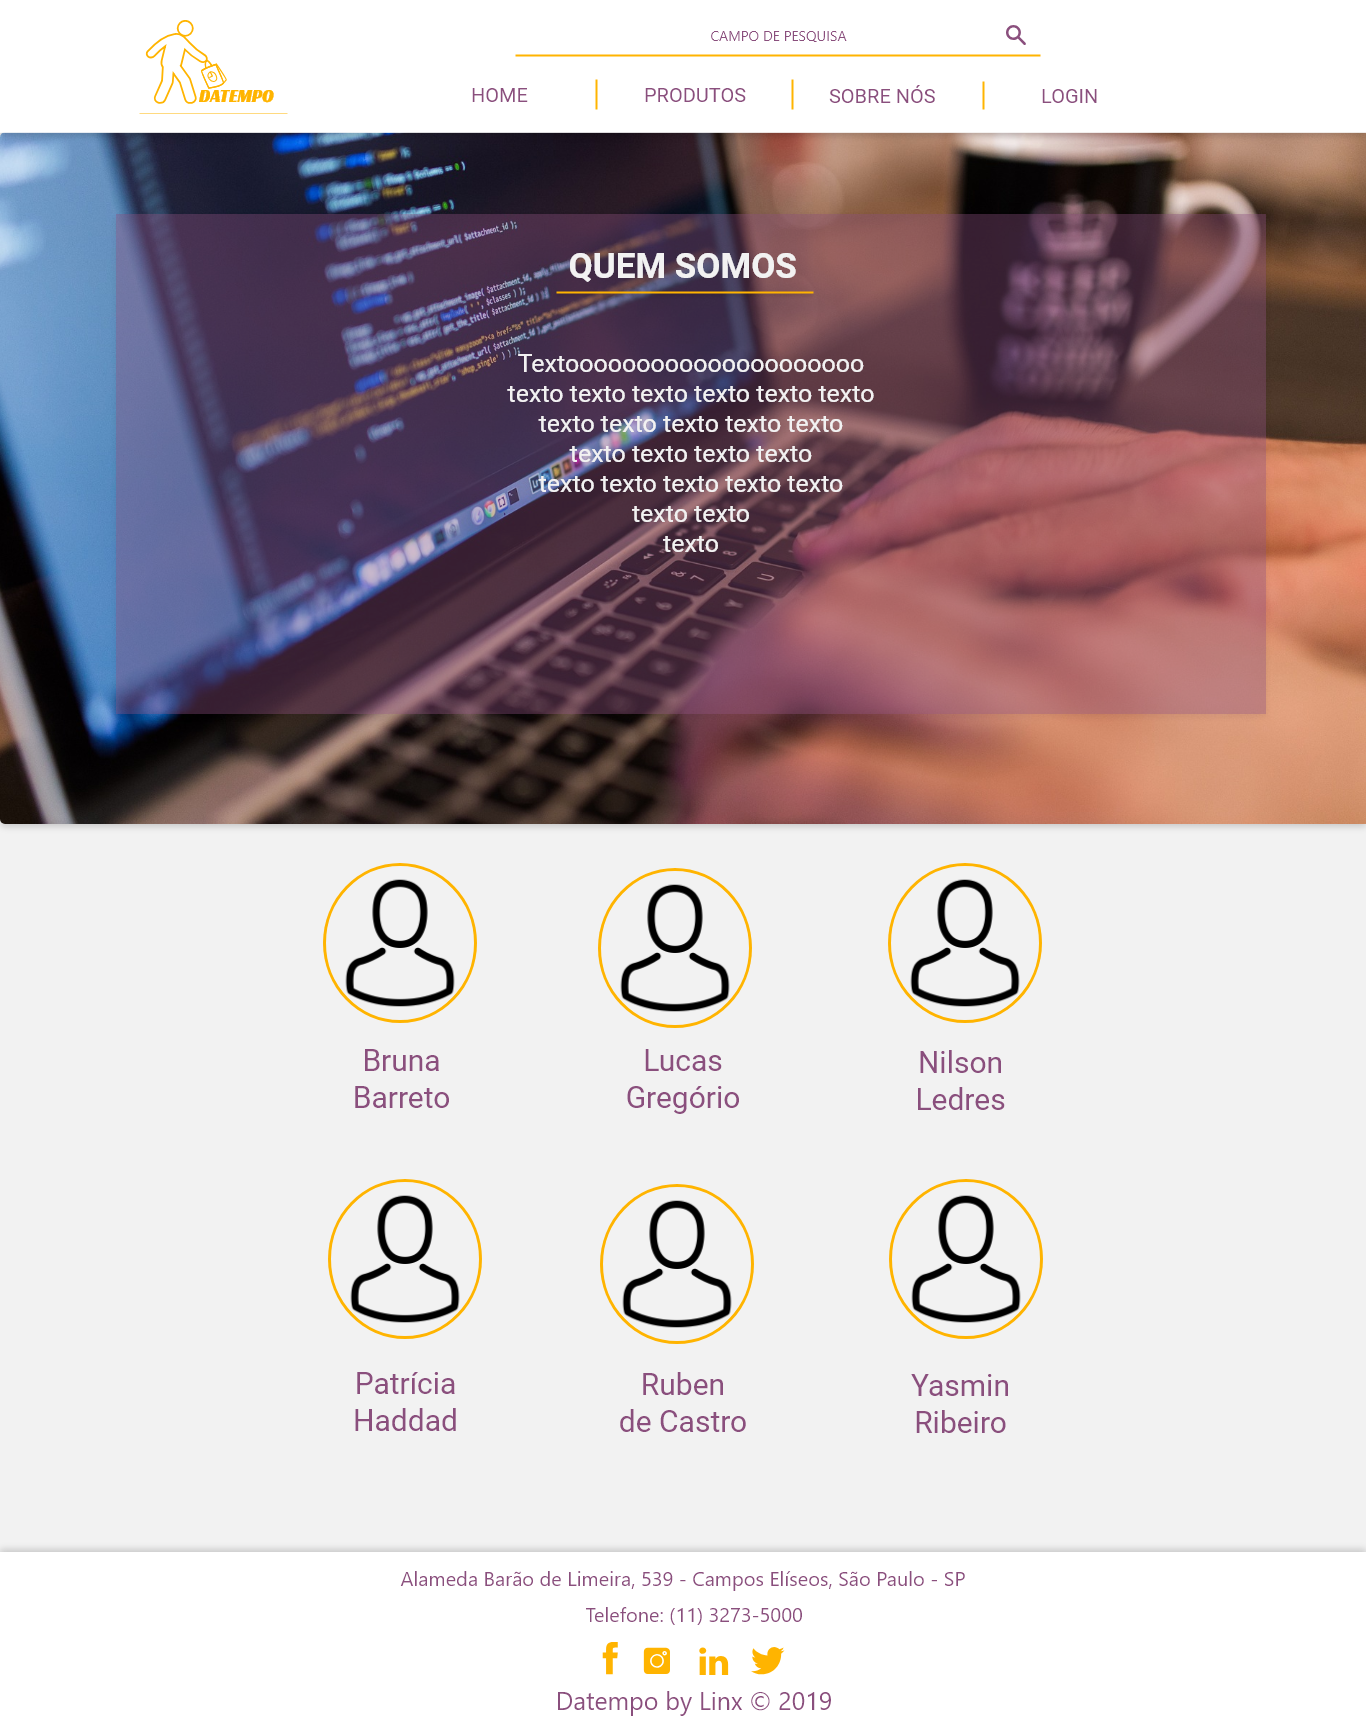 DATEMPO
CAMPO DE PESQUISA
HOME
PRODUTOS
SOBRE NÓS
LOGIN
QUEM SOMOS
Textooooooooooooooooooooo
texto texto texto texto texto texto
texto texto texto texto texto
texto texto texto texto
texto texto texto texto texto
texto texto
texto
KEEP
CALM
Bruna
Barreto
Lucas
Gregório
Nilson
Ledres
Patrícia
Haddad
Ruben
de Castro
Yasmin
Ribeiro
Alameda Barão de Limeira, 539 - Campos Elíseos, São Paulo - SP
Telefone: (11) 3273-5000
Datempo by Linx © 2019